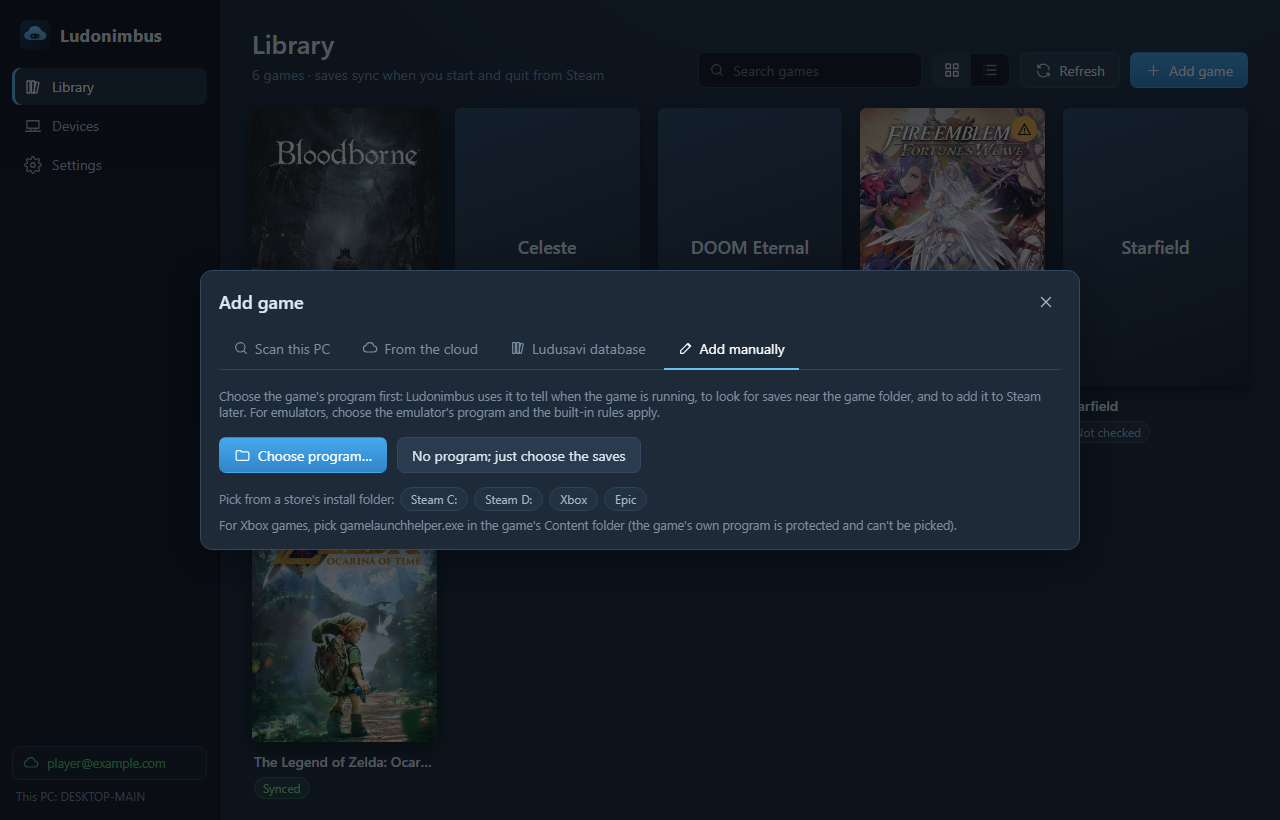 Ludonimbus
Library
Devices
Settings
player@example.com
This PC: DESKTOP-MAIN
Library
6 games · saves sync when you start and quit from Steam
Search games
Refresh
Add game
Bloodborne
Celeste
DOOM Eternal
FIRE EMBLEM
FORTUNE'S WEAVE
Starfield
arfield
Not checked
Add game
Scan this PC
From the cloud
Ludusavi database
Add manually
Choose the game's program first: Ludonimbus uses it to tell when the game is running, to look for saves near the game folder, and to add it to Steam
later. For emulators, choose the emulator's program and the built-in rules apply.
Choose program...
No program; just choose the saves
Pick from a store's install folder:
Steam C:
Steam D:
Xbox
Epic
For Xbox games, pick gamelaunchhelper.exe in the game's Content folder (the game's own program is protected and can't be picked).
OCARINA OF TIME
The Legend of Zelda: Ocar...
Synced